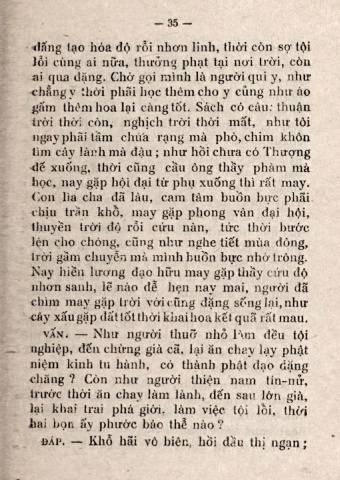 — 35 —
đấng tạo hóa độ rỗi nhơn linh, thời còn sợ tội
lỗi cùng ai nữa, thưởng phạt tại nơi trời, còn
ai qua đặng. Chớ gọi mình là người qui y, như
chẳng y thời phải học thêm cho y cũng như áo
gấm thêm hoa lại càng tốt. Sách có câu: thuận
trời thời còn, nghịch trời thời mất, như tôi
ngay phải tầm chúa rạng mà phò, chim khôn
tìm cây lành mà đậu; như hồi chưa có Thượng
đế xuống, thời cũng cầu ông thầy phàm mà
học, nay gặp hội đại từ phụ xuống thì rất may.
Con lìa cha đã lâu, cam tâm buồn bực phải
chịu trần khổ, may gặp phong vân đại hội,
thuyền trời độ rỗi cứu nàn, tức thời bước
lện cho chóng, cũng như nghe tiết mùa đông,
trời gầm chuyển mà mình buồn bực nhớ trông.
Nay hiền lương đạo hữu may gặp thầy cứu độ
nhơn sanh, lẽ nào để hẹn nay mai, người đã
chìm may gặp trời vớt cũng đặng sống lại, như
cây xấu gặp đất tốt thời khai hoa kết quả rất mau.
VẤN. — Như người thuở nhỏ làm đều tội
nghiệp, đến chừng già cả, lại ăn chay lạy phật
niệm kinh tu hành, có thành phật đạo đặng
chăng? Còn như người thiện nam tín-nử,
trước thời ăn chay làm lành, đến sau lớn già,
lại khai trai phá giới. làm việc tội lỗi, thời
hai bọn ấy phước báo thế nào?
ĐÁP. — Khổ hãi vô biên, hồi đầu thị ngạn;